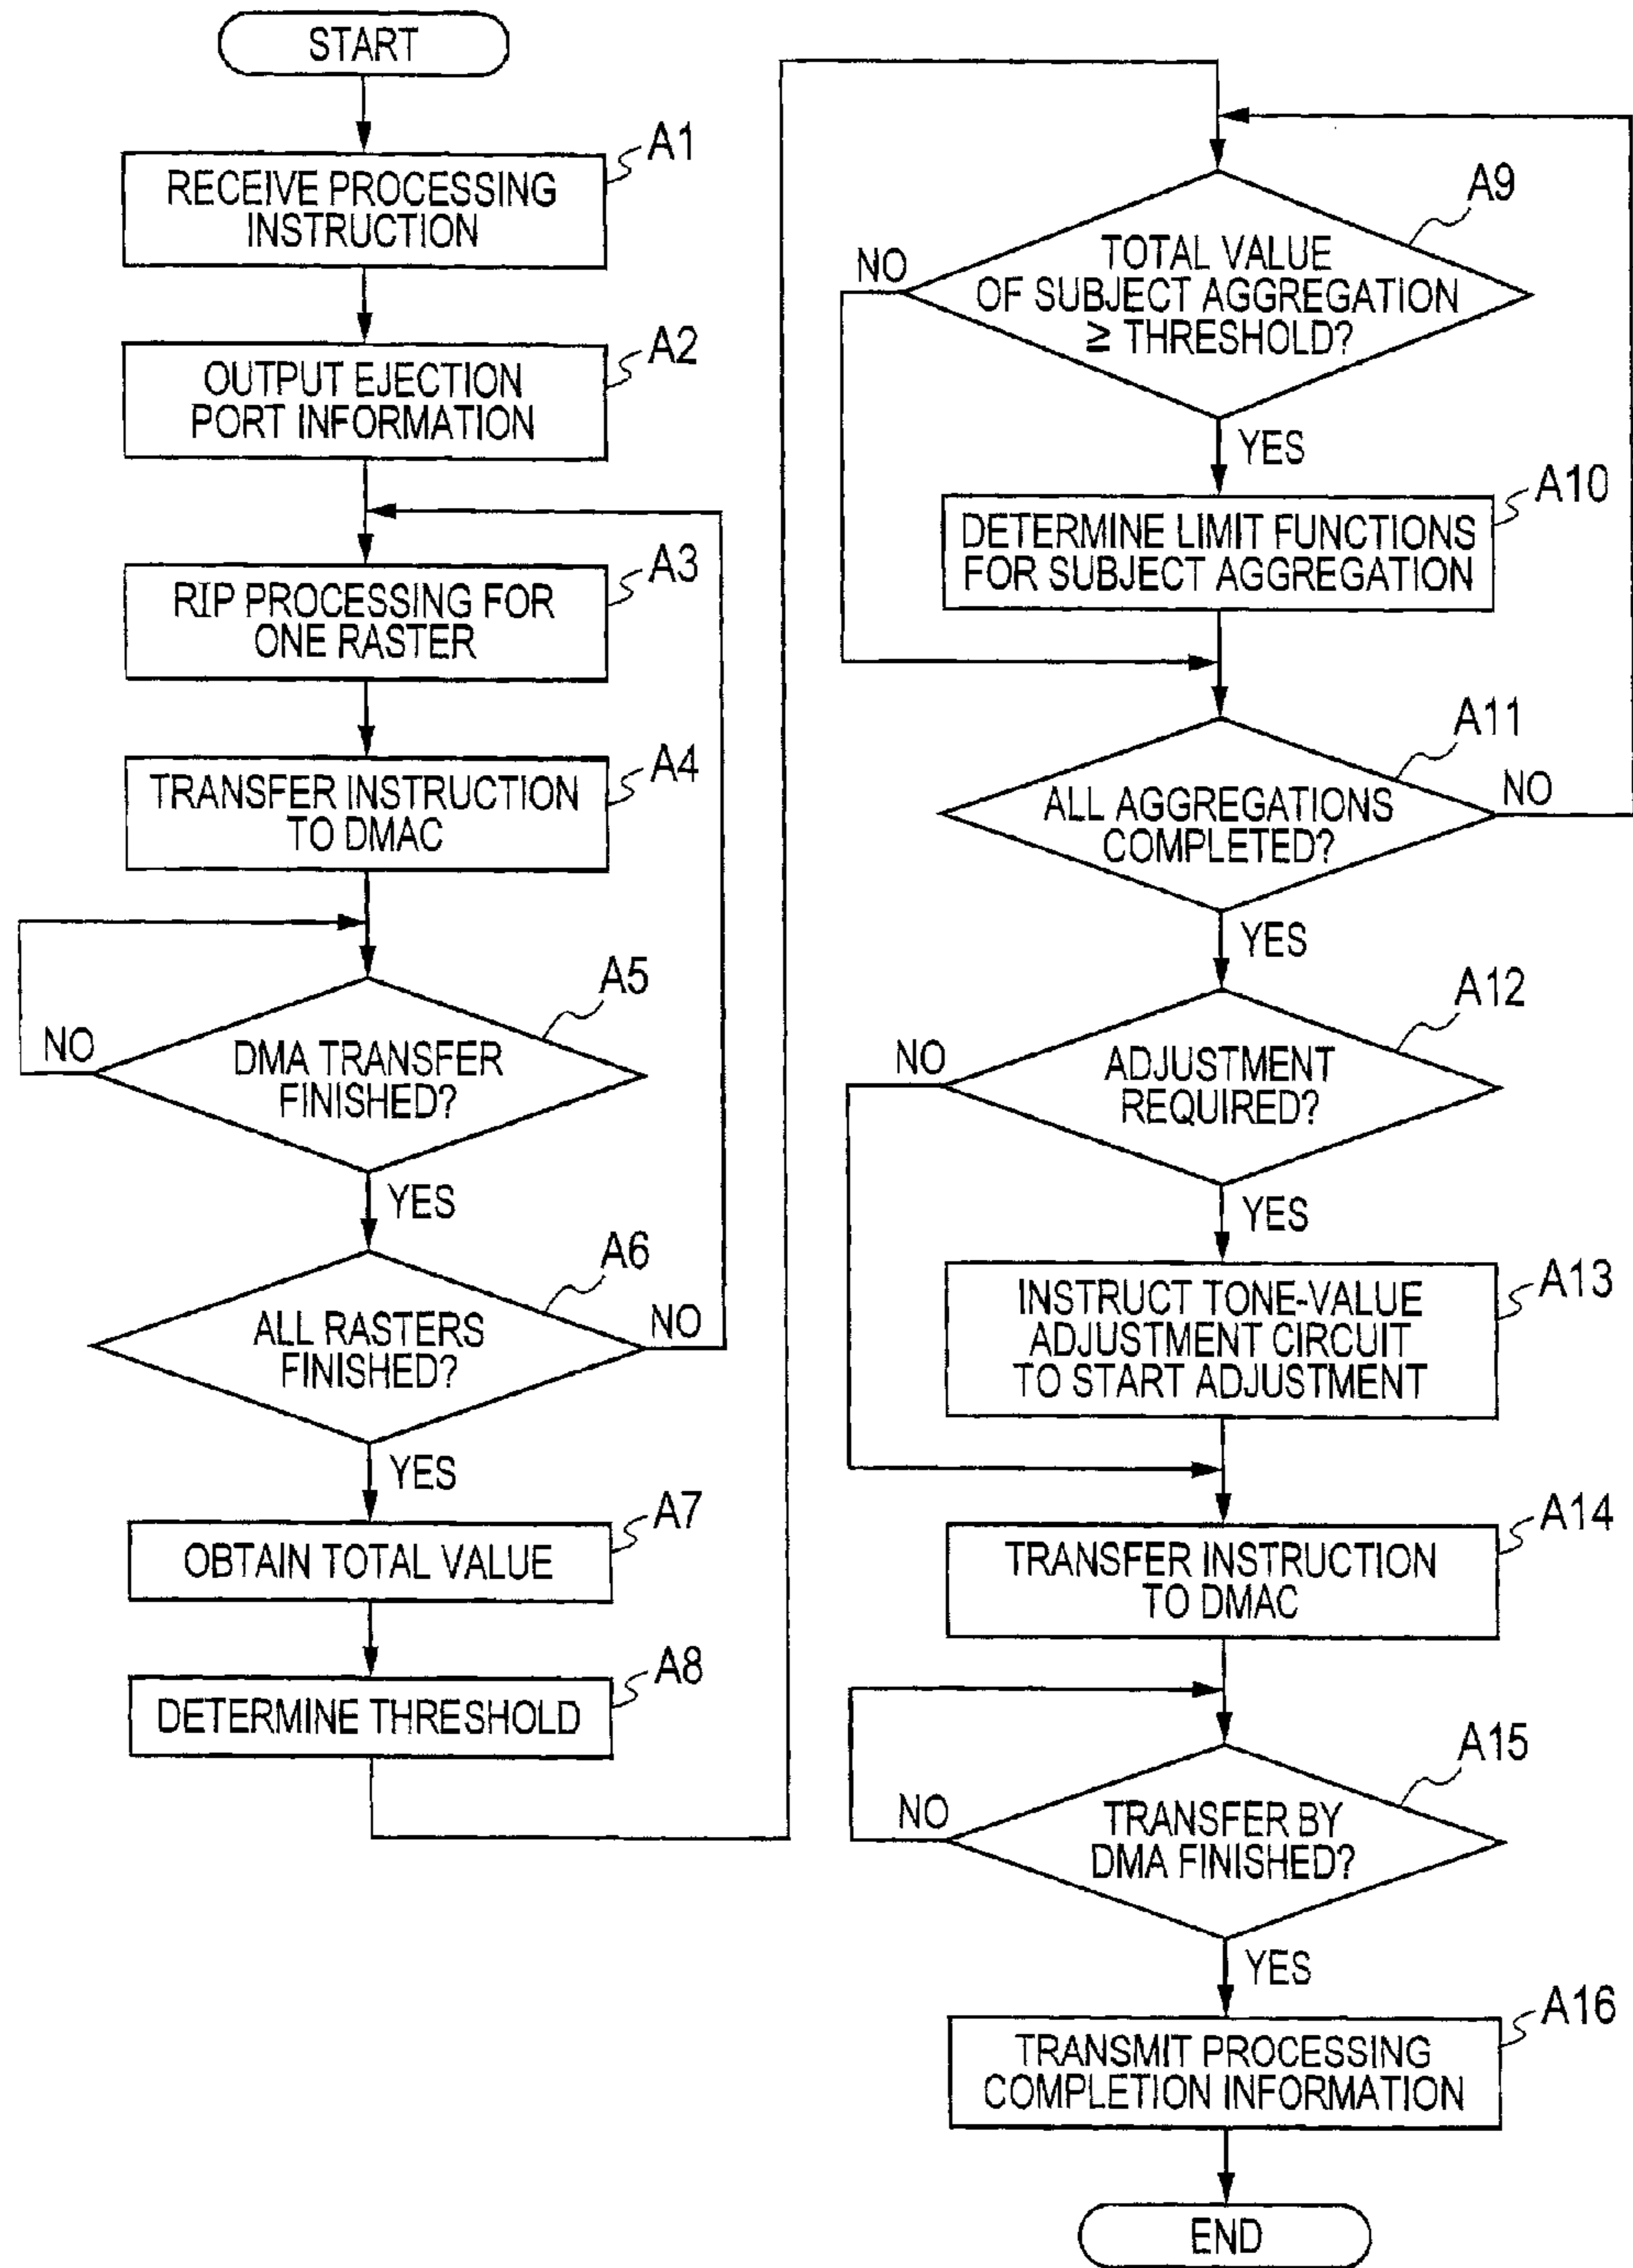 START
A1
RECEIVE PROCESSING
INSTRUCTION
A2
OUTPUT EJECTION
PORT INFORMATION
A3
RIP PROCESSING FOR
ONE RASTER
A4
TRANSFER INSTRUCTION
TO DMAC
A5
NO
DMA TRANSFER
FINISHED?
YES
A6
ALL RASTERS
FINISHED?
NO
YES
A7
OBTAIN TOTAL VALUE
A8
DETERMINE THRESHOLD
A9
NO
TOTAL VALUE
OF SUBJECT AGGREGATION
≥ THRESHOLD?
YES
A10
DETERMINE LIMIT FUNCTIONS
FOR SUBJECT AGGREGATION
A11
ALL AGGREGATIONS
COMPLETED?
NO
YES
A12
NO
ADJUSTMENT
REQUIRED?
YES
A13
INSTRUCT TONE-VALUE
ADJUSTMENT CIRCUIT
TO START ADJUSTMENT
A14
TRANSFER INSTRUCTION
TO DMAC
A15
NO
TRANSFER BY
DMA FINISHED?
YES
A16
TRANSMIT PROCESSING
COMPLETION INFORMATION
END